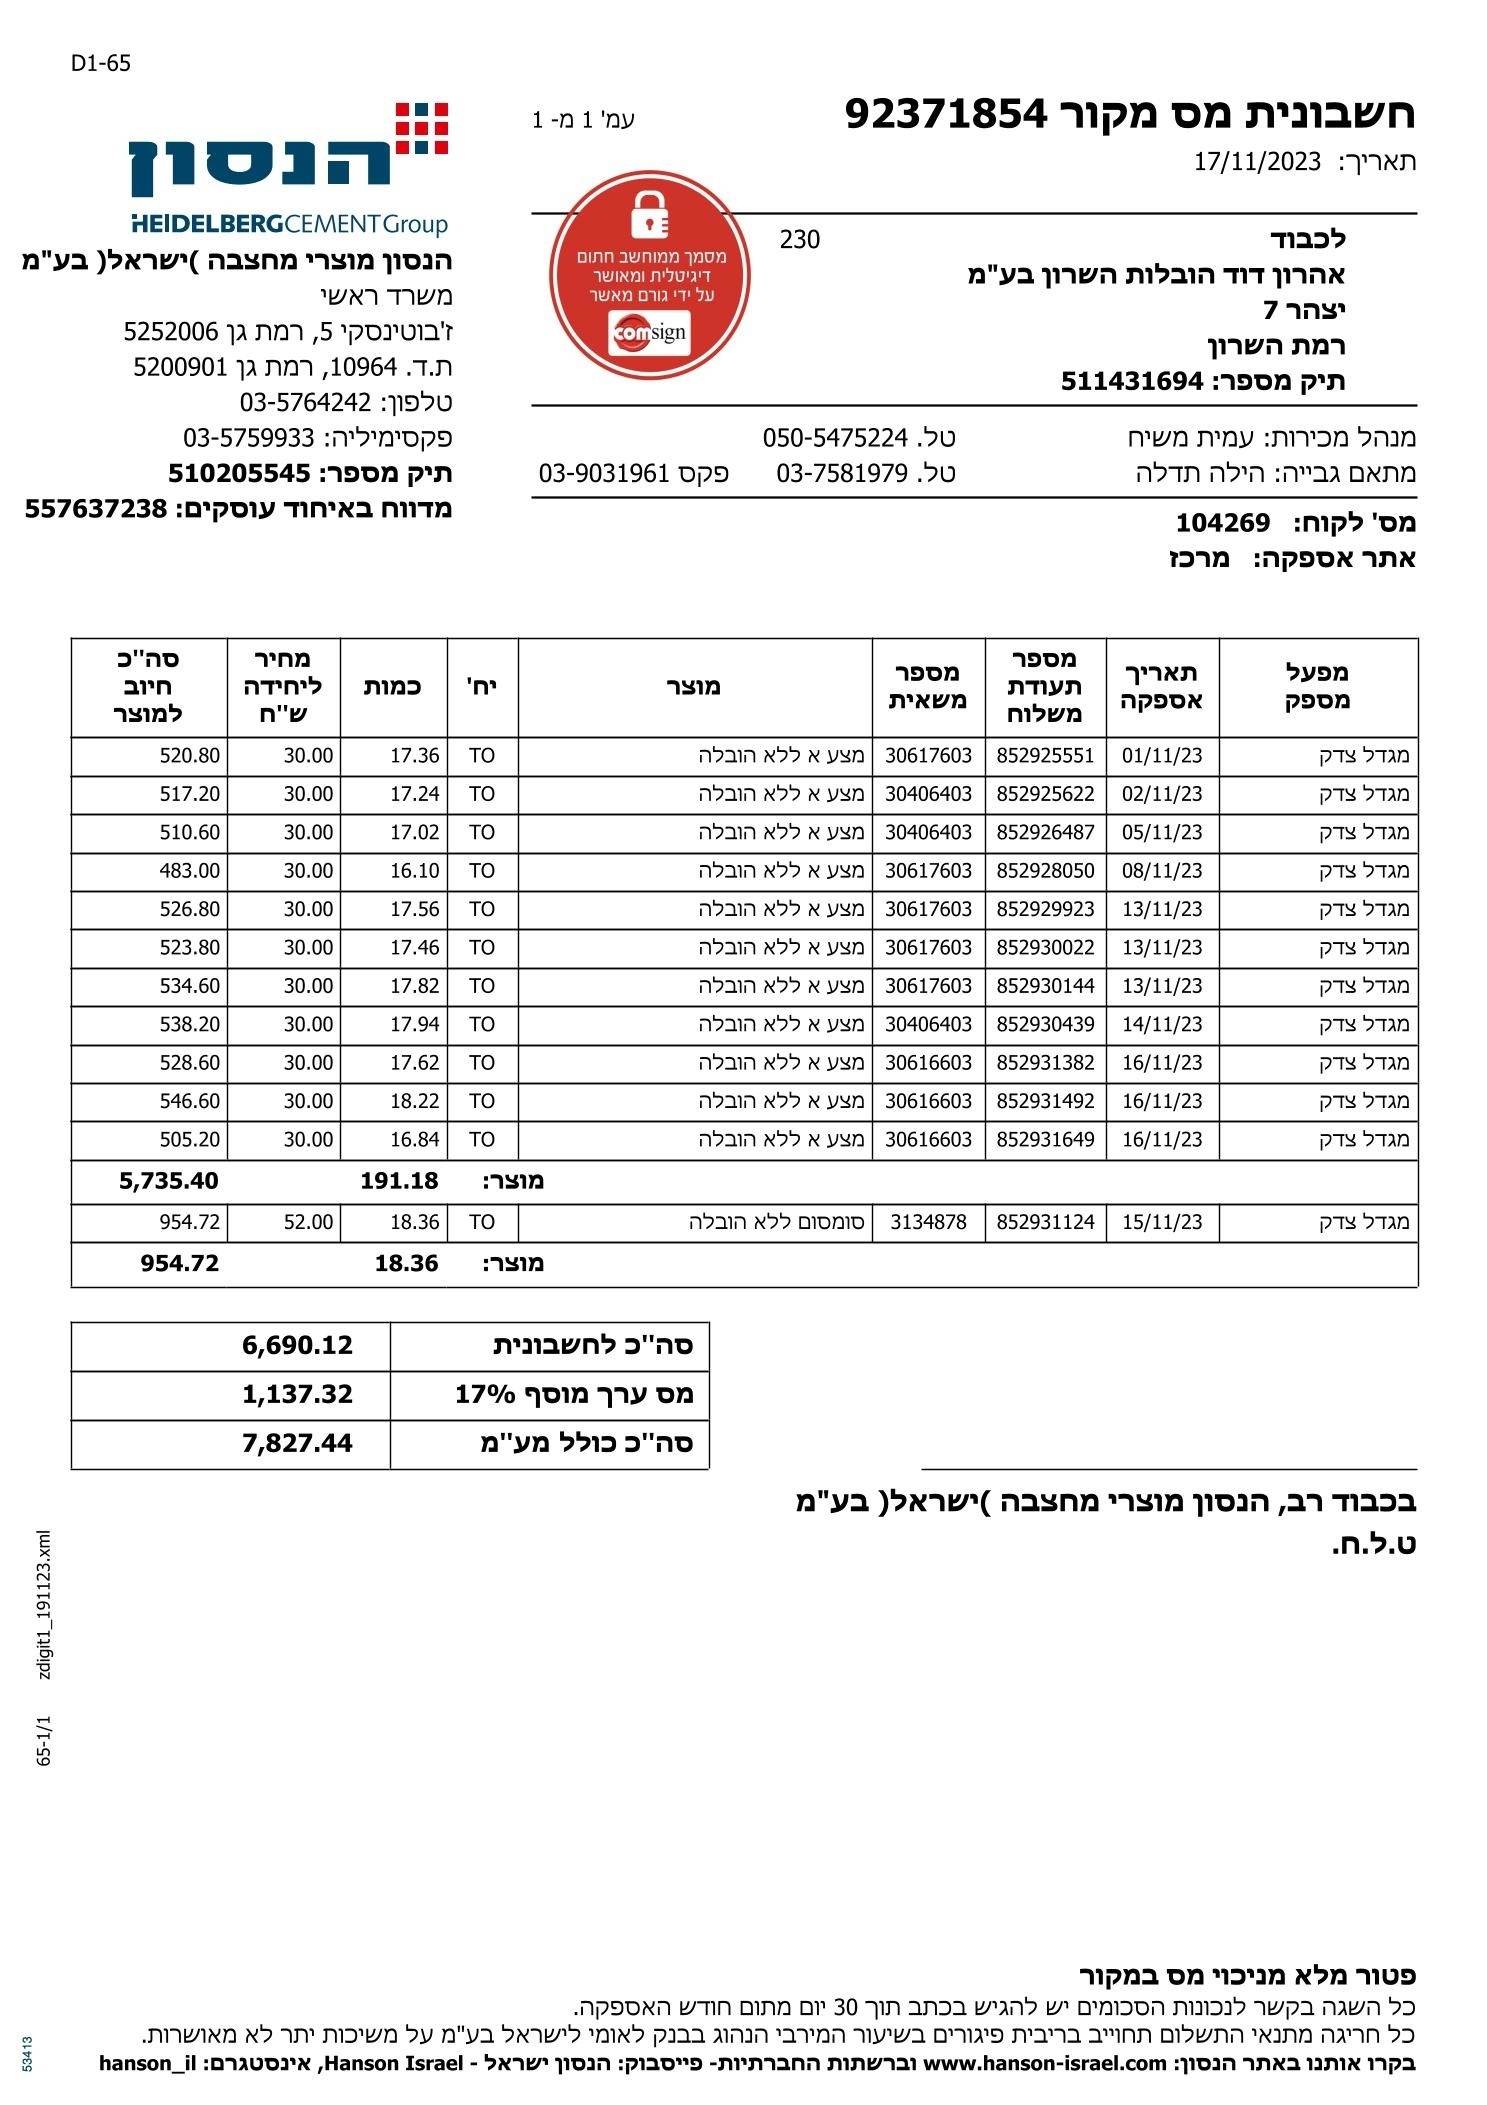 D1-65
חשבונית מס מקור 92371854
עמ' 1 מ- 1
תאריך: 17/11/2023
הנסון
HEIDELBERGCEMENT Group
הנסון מוצרי מחצבה )ישראל( בע"מ
משרד ראשי
ז'בוטינסקי 5, רמת גן 5252006
ת.ד. 10964, רמת גן 5200901
טלפון: 03-5764242
פקסימיליה: 03-5759933
תיק מספר: 510205545
מדווח באיחוד עוסקים: 557637238
מסמך ממוחשב חתום
דיגיטלית ומאושר
על ידי גורם מאשר
comsign
לכבוד 230
אהרון דוד הובלות השרון בע"מ
יצהר 7
רמת השרון
תיק מספר: 511431694
מנהל מכירות: עמית משיח טל. 050-5475224
מתאם גבייה: הילה תדלה טל. 03-7581979 פקס 03-9031961
מס' לקוח: 104269
אתר אספקה: מרכז
מפעל מספק תאריך אספקה מספר תעודת משלוח מספר משאית מוצר יח' כמות מחיר ליחידה ש''ח סה''כ חיוב למוצר
מגדל צדק 01/11/23 852925551 30617603 מצע א ללא הובלה TO 17.36 30.00 520.80
מגדל צדק 02/11/23 852925622 30406403 מצע א ללא הובלה TO 17.24 30.00 517.20
מגדל צדק 05/11/23 852926487 30406403 מצע א ללא הובלה TO 17.02 30.00 510.60
מגדל צדק 08/11/23 852928050 30617603 מצע א ללא הובלה TO 16.10 30.00 483.00
מגדל צדק 13/11/23 852929923 30617603 מצע א ללא הובלה TO 17.56 30.00 526.80
מגדל צדק 13/11/23 852930022 30617603 מצע א ללא הובלה TO 17.46 30.00 523.80
מגדל צדק 13/11/23 852930144 30617603 מצע א ללא הובלה TO 17.82 30.00 534.60
מגדל צדק 14/11/23 852930439 30406403 מצע א ללא הובלה TO 17.94 30.00 538.20
מגדל צדק 16/11/23 852931382 30616603 מצע א ללא הובלה TO 17.62 30.00 528.60
מגדל צדק 16/11/23 852931492 30616603 מצע א ללא הובלה TO 18.22 30.00 546.60
מגדל צדק 16/11/23 852931649 30616603 מצע א ללא הובלה TO 16.84 30.00 505.20
מוצר: 191.18 5,735.40
מגדל צדק 15/11/23 852931124 3134878 סומסום ללא הובלה TO 18.36 52.00 954.72
מוצר: 18.36 954.72
סה''כ לחשבונית 6,690.12
מס ערך מוסף 17% 1,137.32
סה''כ כולל מע''מ 7,827.44
בכבוד רב, הנסון מוצרי מחצבה )ישראל( בע"מ
ט.ל.ח.
65-1/1 zdigit1_191123.xml
פטור מלא מניכוי מס במקור
כל השגה בקשר לנכונות הסכומים יש להגיש בכתב תוך 30 יום מתום חודש האספקה.
כל חריגה מתנאי התשלום תחוייב בריבית פיגורים בשיעור המירבי הנהוג בבנק לאומי לישראל בע"מ על משיכות יתר לא מאושרות.
בקרו אותנו באתר הנסון: www.hanson-israel.com וברשתות החברתיות- פייסבוק: הנסון ישראל - Hanson Israel, אינסטגרם: hanson_il
53413